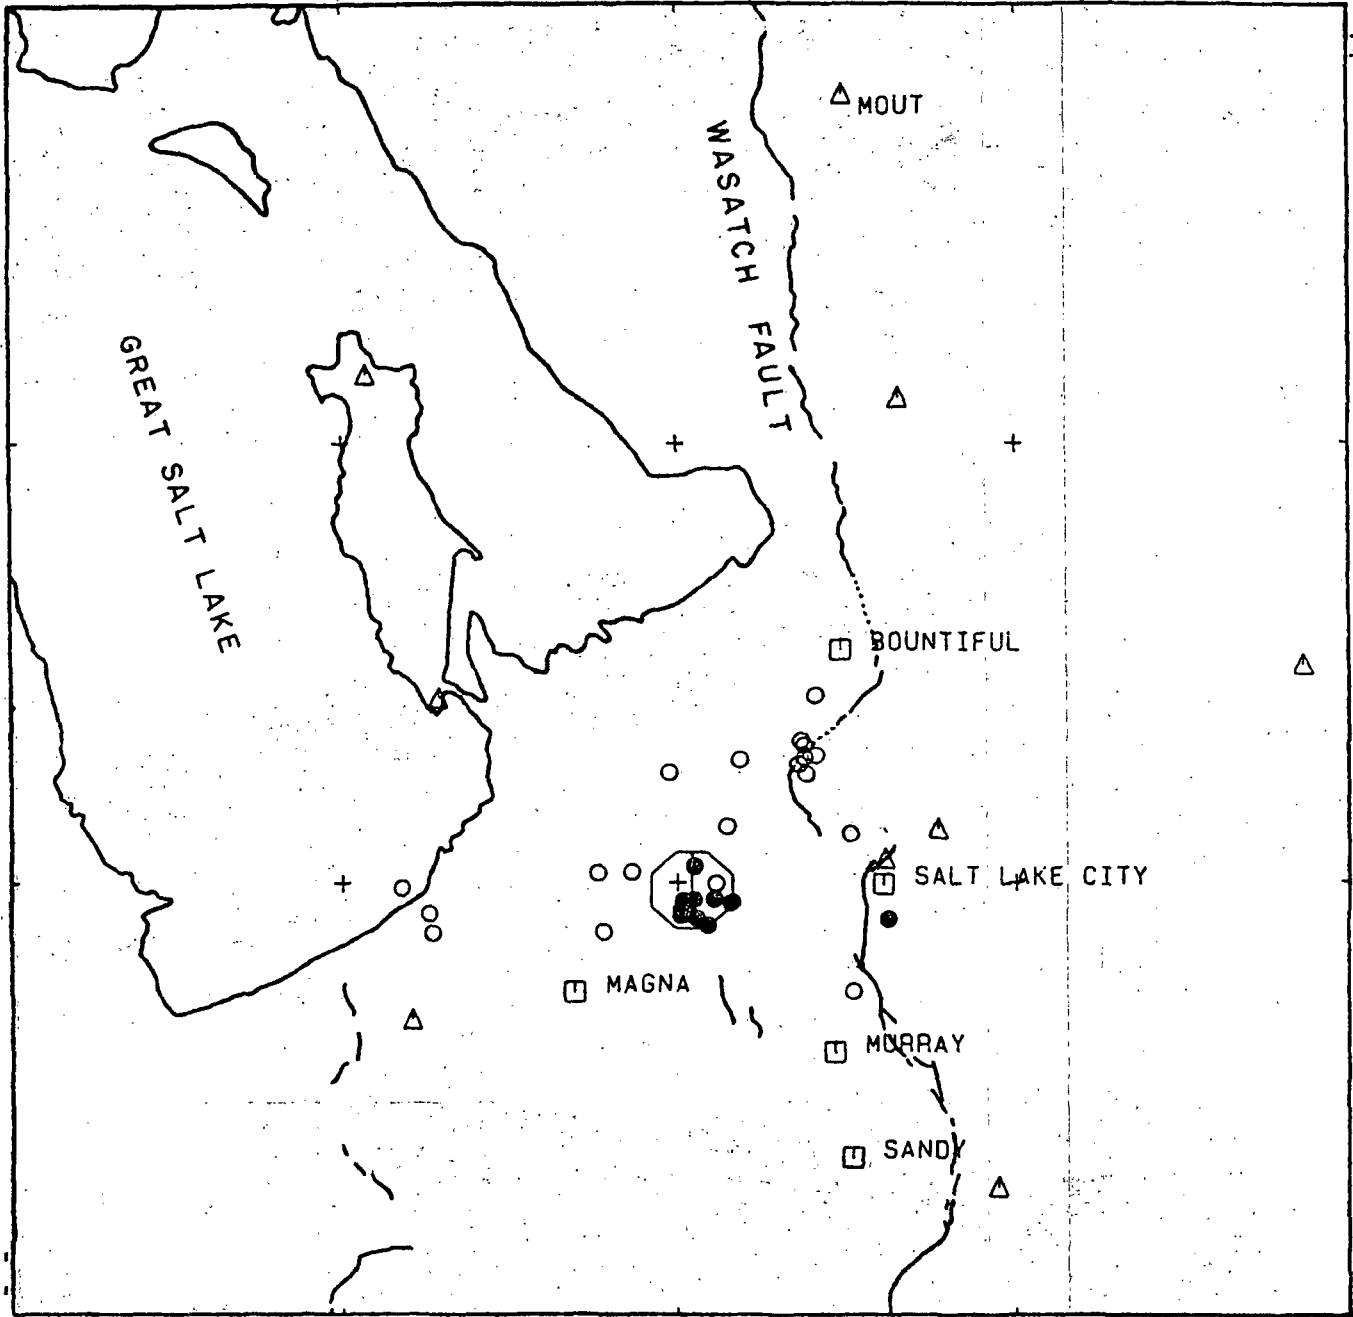 MOUT
WASATCH FAULT
GREAT SALT LAKE
BOUNTIFUL
SALT LAKE CITY
MAGNA
MURRAY
SANDY